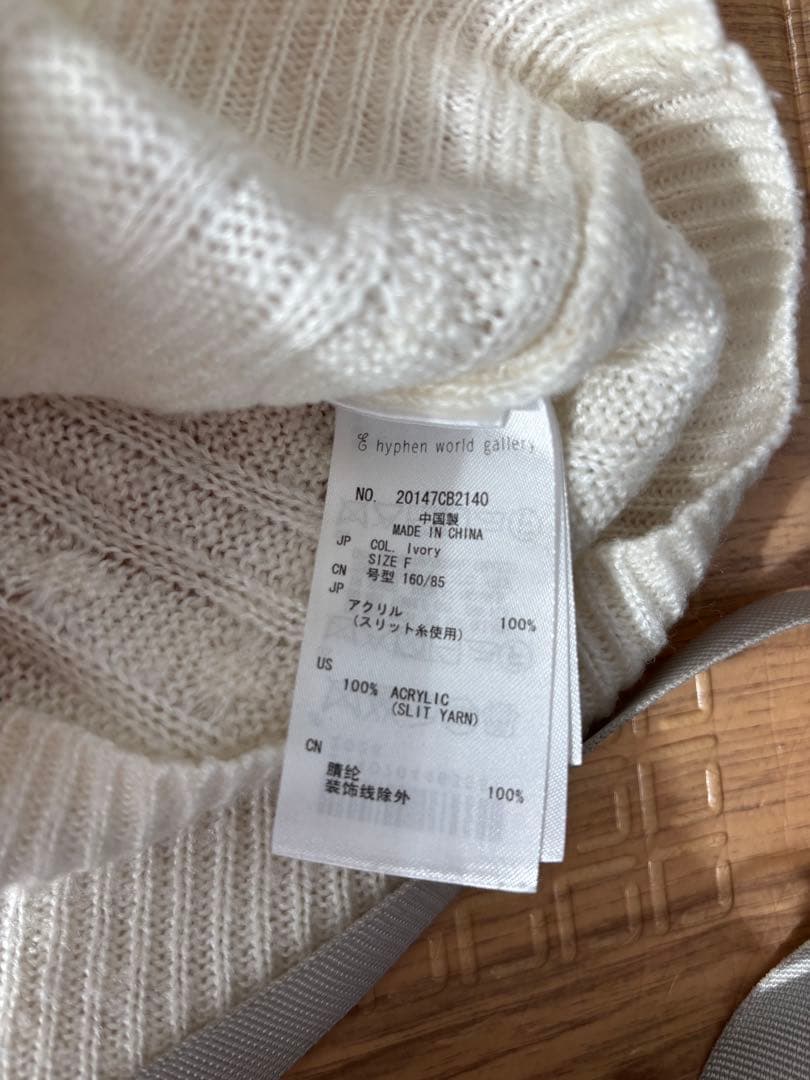 E hyphen world gallery
NO. 20147CB2140
中国製
MADE IN CHINA
JP COL. Ivory
SIZE F
CN 号型 160/85
JP
アクリル 100%
(スリット糸使用)
US
100% ACRYLIC
(SLIT YARN)
CN
腈纶 100%
装饰线除外